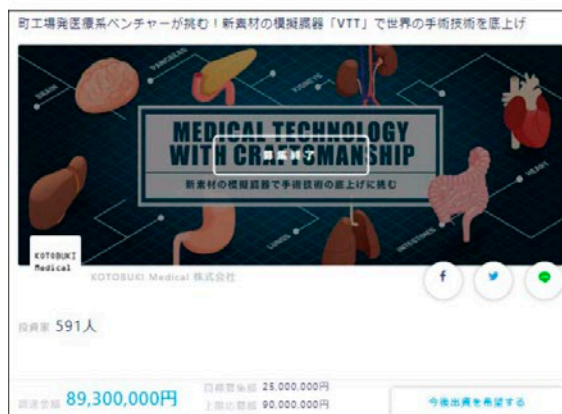 町工場発医療系ベンチャーが挑む！新素材の模擬臓器「VTT」で世界の手術技術を底上げ
BRAIN
PANCREAS
KIDNEYS
MEDICAL TECHNOLOGY
WITH CRAFTSMANSHIP
募集終了
新素材の模擬臓器で手術技術の底上げに挑む
HEART
LUNGS
INTESTINES
KOTOBUKI
Medical
KOTOBUKI Medical 株式会社
投資家 591人
目標募集額 25,000,000円
調達金額 89,300,000円
上限応募額 90,000,000円
今後出資を希望する